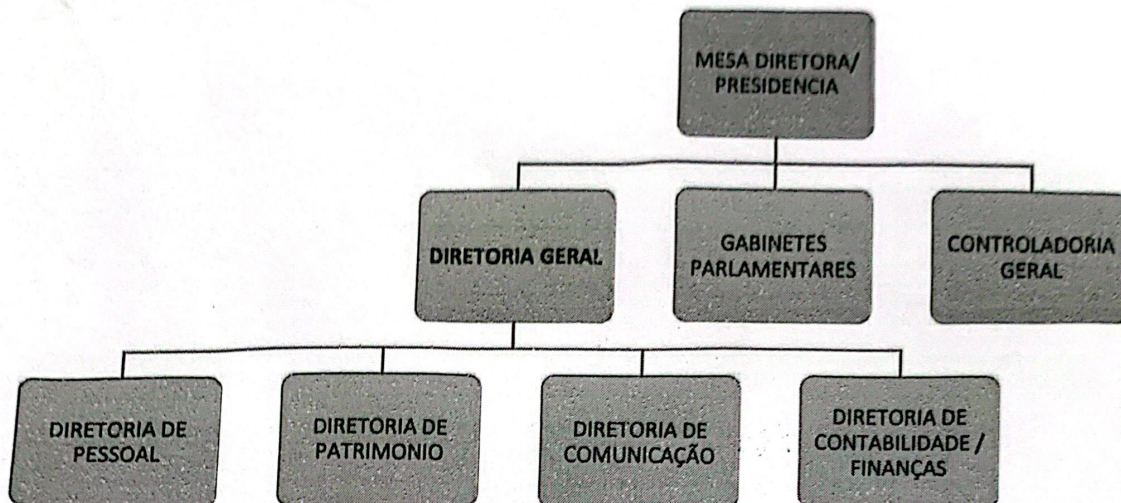 MESA DIRETORA/
PRESIDENCIA
DIRETORIA GERAL
GABINETES
PARLAMENTARES
CONTROLADORIA
GERAL
DIRETORIA DE
PESSOAL
DIRETORIA DE
PATRIMONIO
DIRETORIA DE
COMUNICAÇÃO
DIRETORIA DE
CONTABILIDADE /
FINANÇAS